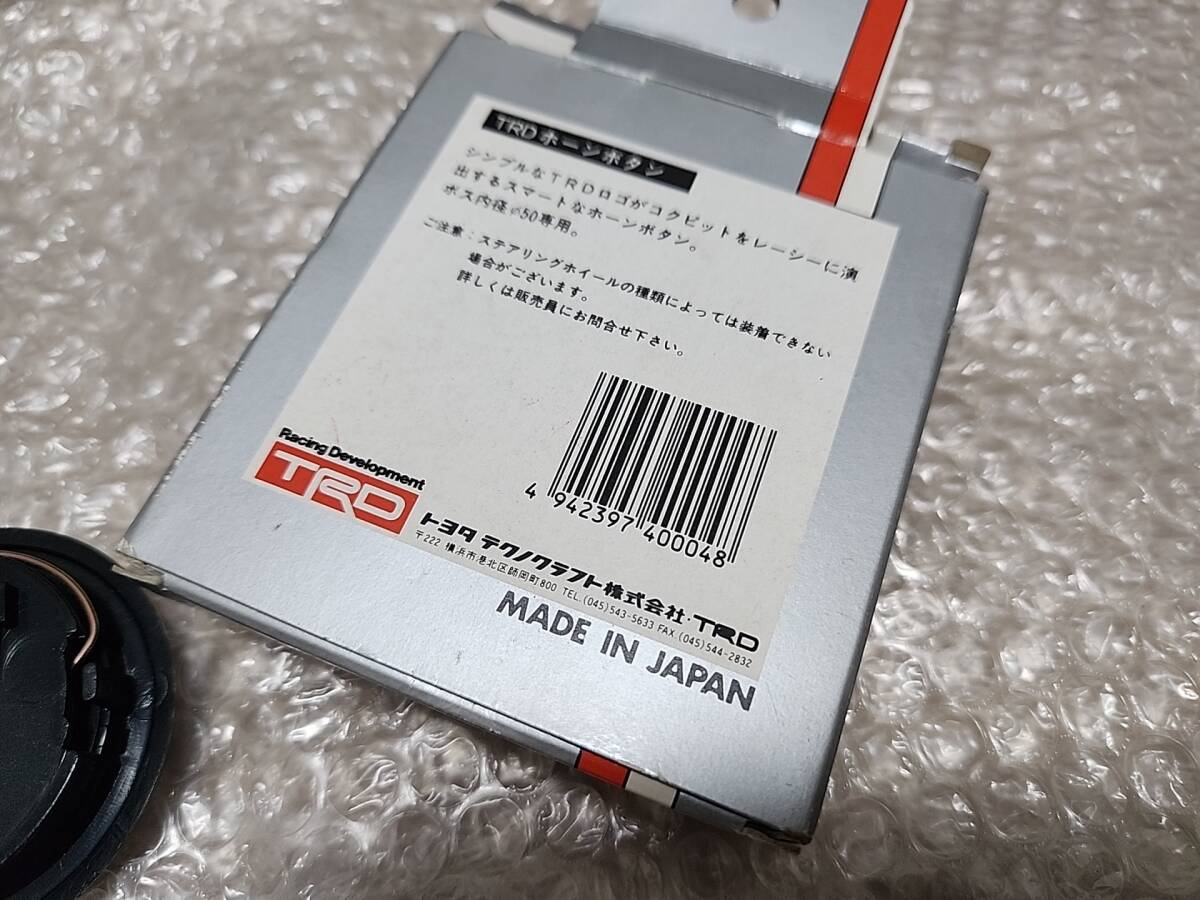 TRDホーンボタン
シンプルなTRDロゴがコクピットをレーシーに演
出するスマートなホーンボタン。
ボス内径φ50専用。
ご注意：ステアリングホイールの種類によっては装着できない
場合がございます。
詳しくは販売員にお問合せ下さい。
4 942397 400048
Racing Development
TRD
トヨタ テクノクラフト株式会社・TRD
〒222 横浜市港北区師岡町800 TEL.(045)543-5633 FAX.(045)544-2832
MADE IN JAPAN